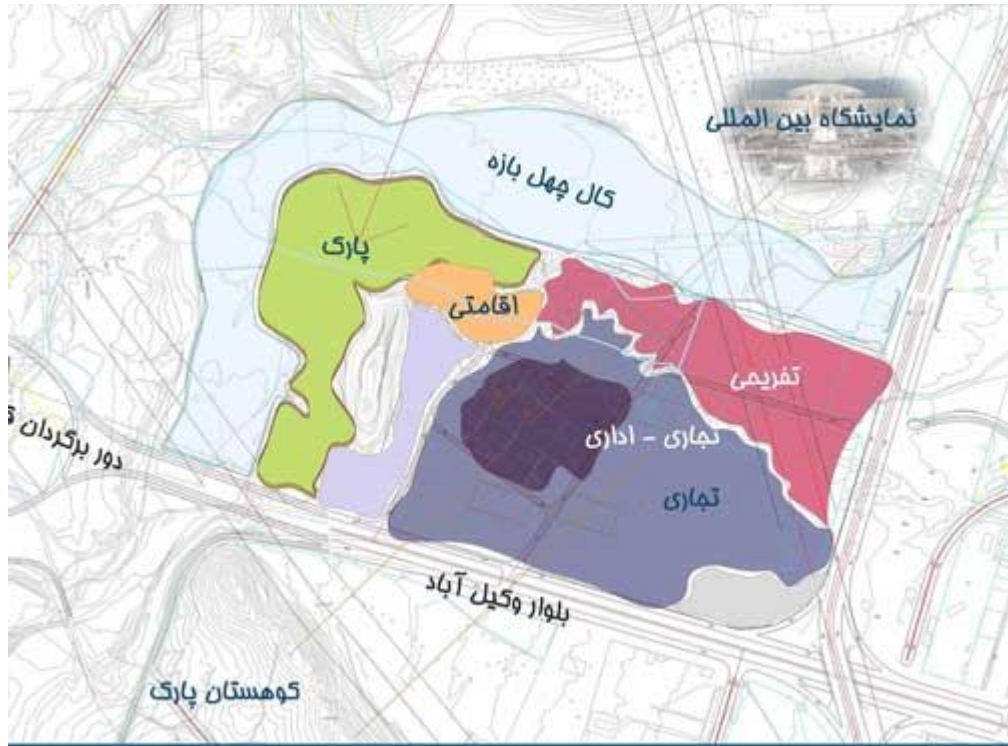 نمایشگاه بین المللی
کال چهل بازه
پارک
اقامتی
تفریحی
تجاری - اداری
تجاری
دور برگردان
بلوار وکیل آباد
کوهستان پارک